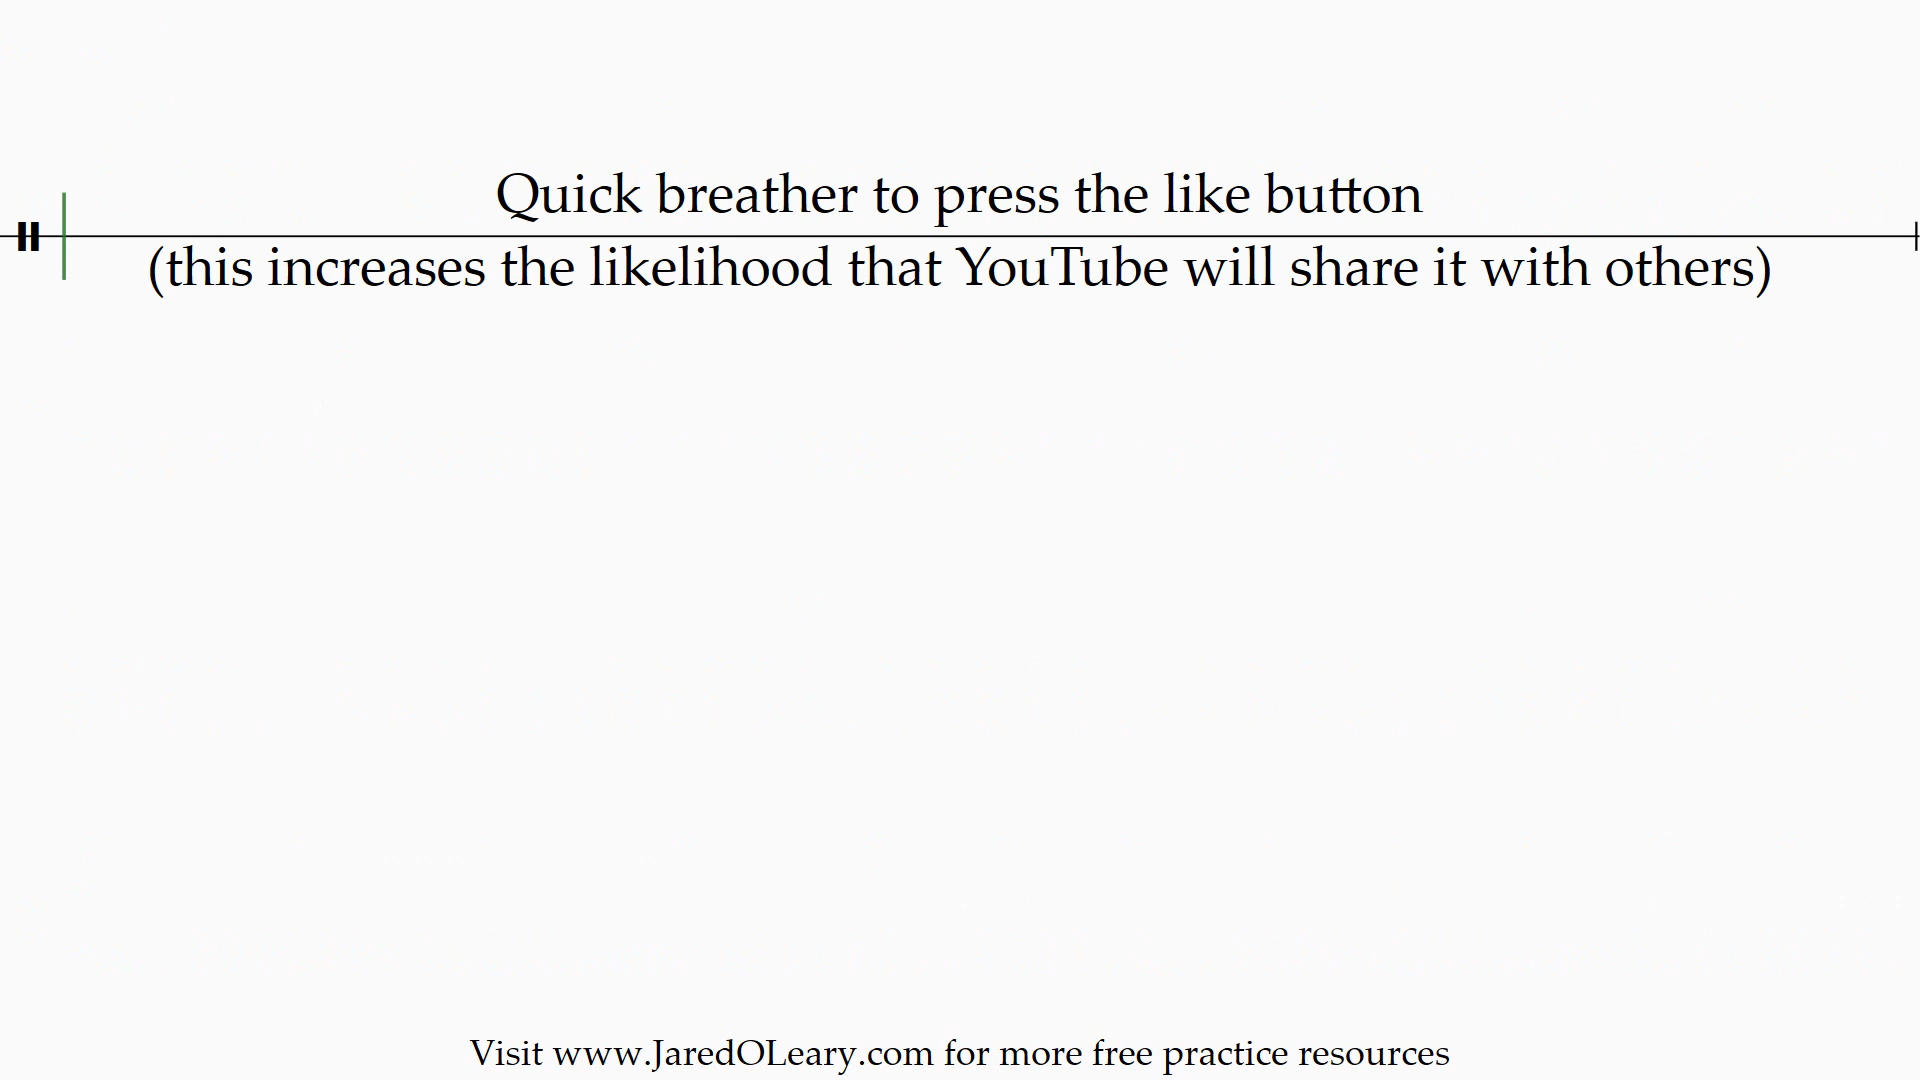 Quick breather to press the like button
(this increases the likelihood that YouTube will share it with others)
Visit www.JaredOLeary.com for more free practice resources